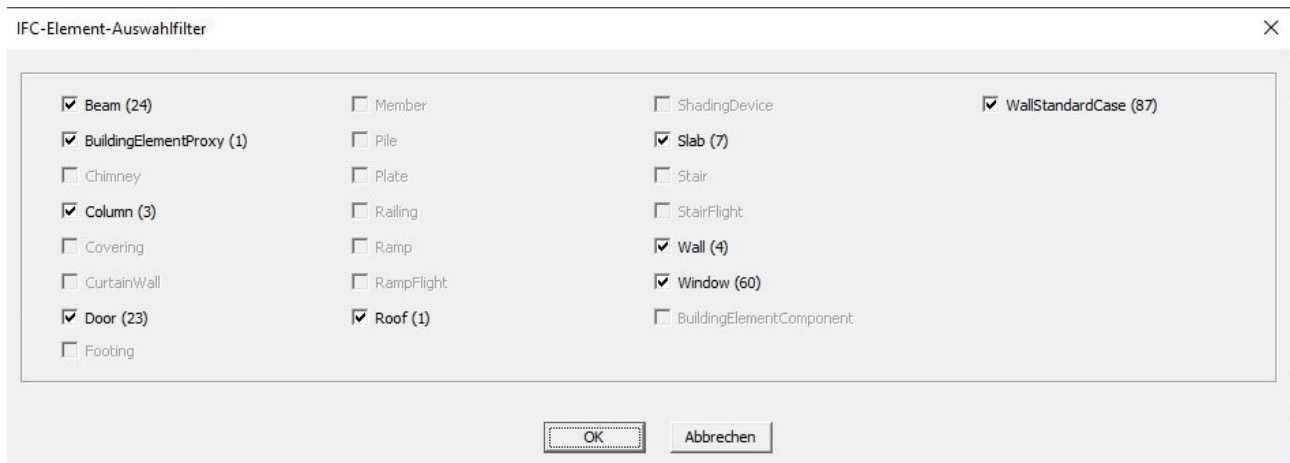 IFC-Element-Auswahlfilter
Beam (24)
BuildingElementProxy (1)
Chimney
Column (3)
Covering
CurtainWall
Door (23)
Footing
Member
Pile
Plate
Railing
Ramp
RampFlight
Roof (1)
ShadingDevice
Slab (7)
Stair
StairFlight
Wall (4)
Window (60)
BuildingElementComponent
WallStandardCase (87)
OK
Abbrechen